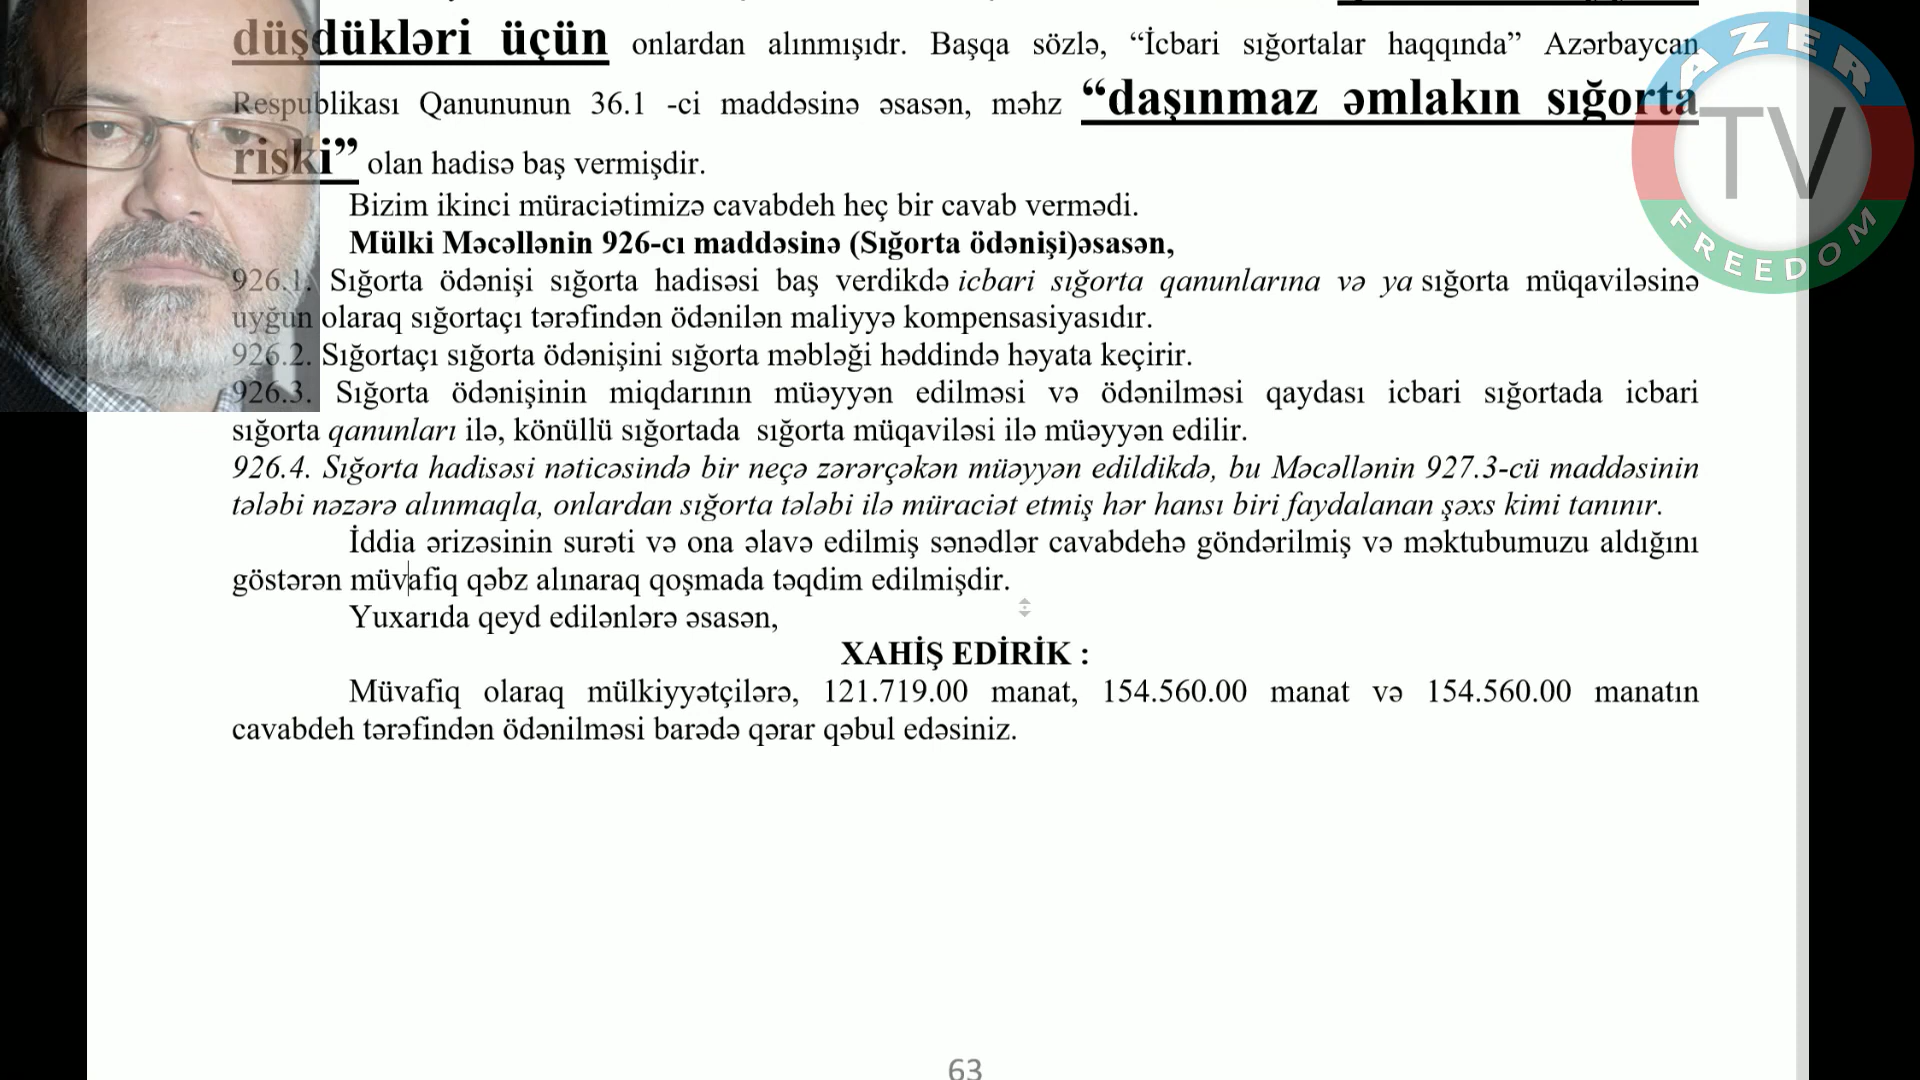 düşdükləri üçün onlardan alınmışıdr. Başqa sözlə, “İcbari sığortalar haqqında” Azərbaycan
Respublikası Qanununun 36.1 -ci maddəsinə əsasən, məhz “daşınmaz əmlakın sığorta
riski” olan hadisə baş vermişdir.
Bizim ikinci müraciətimizə cavabdeh heç bir cavab vermədi.
Mülki Məcəllənin 926-cı maddəsinə (Sığorta ödənişi)əsasən,
926.1. Sığorta ödənişi sığorta hadisəsi baş verdikdə icbari sığorta qanunlarına və ya sığorta müqaviləsinə
uyğun olaraq sığortaçı tərəfindən ödənilən maliyyə kompensasiyasıdır.
926.2. Sığortaçı sığorta ödənişini sığorta məbləği həddində həyata keçirir.
926.3. Sığorta ödənişinin miqdarının müəyyən edilməsi və ödənilməsi qaydası icbari sığortada icbari
sığorta qanunları ilə, könüllü sığortada sığorta müqaviləsi ilə müəyyən edilir.
926.4. Sığorta hadisəsi nəticəsində bir neçə zərərçəkən müəyyən edildikdə, bu Məcəllənin 927.3-cü maddəsinin
tələbi nəzərə alınmaqla, onlardan sığorta tələbi ilə müraciət etmiş hər hansı biri faydalanan şəxs kimi tanınır.
İddia ərizəsinin surəti və ona əlavə edilmiş sənədlər cavabdehə göndərilmiş və məktubumuzu aldığını
göstərən müvafiq qəbz alınaraq qoşmada təqdim edilmişdir.
Yuxarıda qeyd edilənlərə əsasən,
XAHİŞ EDİRİK :
Müvafiq olaraq mülkiyyətçilərə, 121.719.00 manat, 154.560.00 manat və 154.560.00 manatın
cavabdeh tərəfindən ödənilməsi barədə qərar qəbul edəsiniz.
63
AZER
TV
FREEDOM